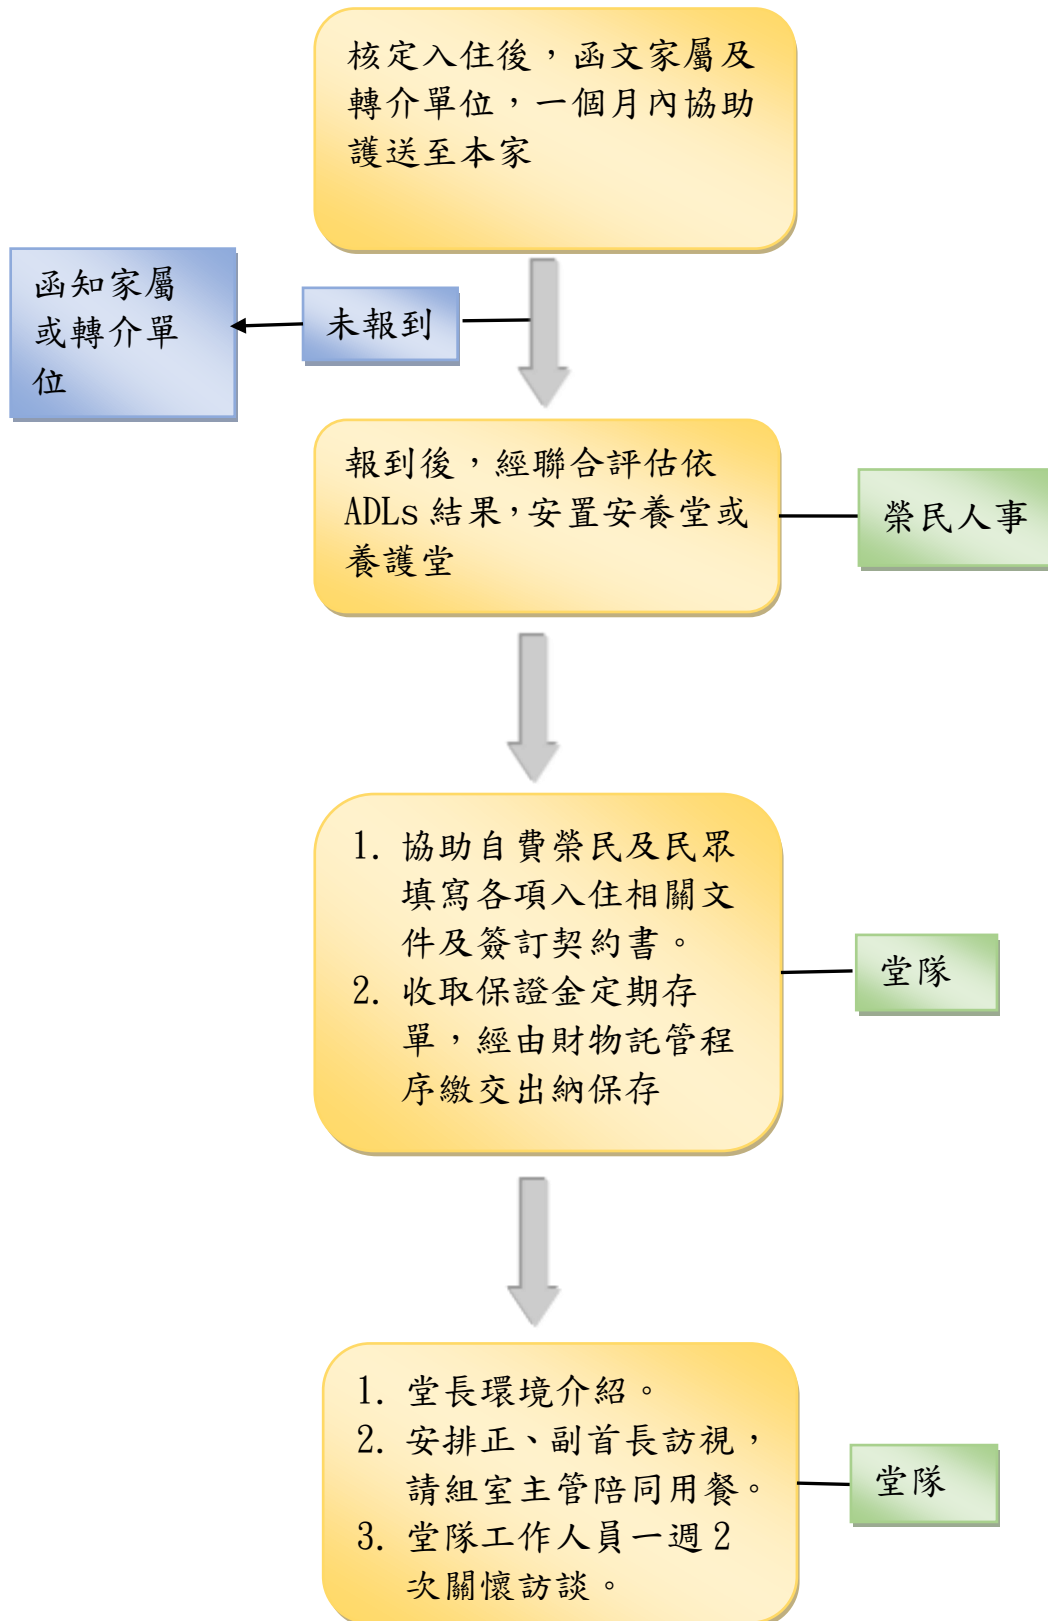 核定入住後，函文家屬及
轉介單位，一個月內協助
護送至本家
函知家屬
或轉介單
位
未報到
報到後，經聯合評估依
ADLs 結果，安置安養堂或
養護堂
榮民人事
1. 協助自費榮民及民眾
填寫各項入住相關文
件及簽訂契約書。
2. 收取保證金定期存
單，經由財物託管程
序繳交出納保存
堂隊
1. 堂長環境介紹。
2. 安排正、副首長訪視，
請組室主管陪同用餐。
3. 堂隊工作人員一週 2
次關懷訪談。
堂隊